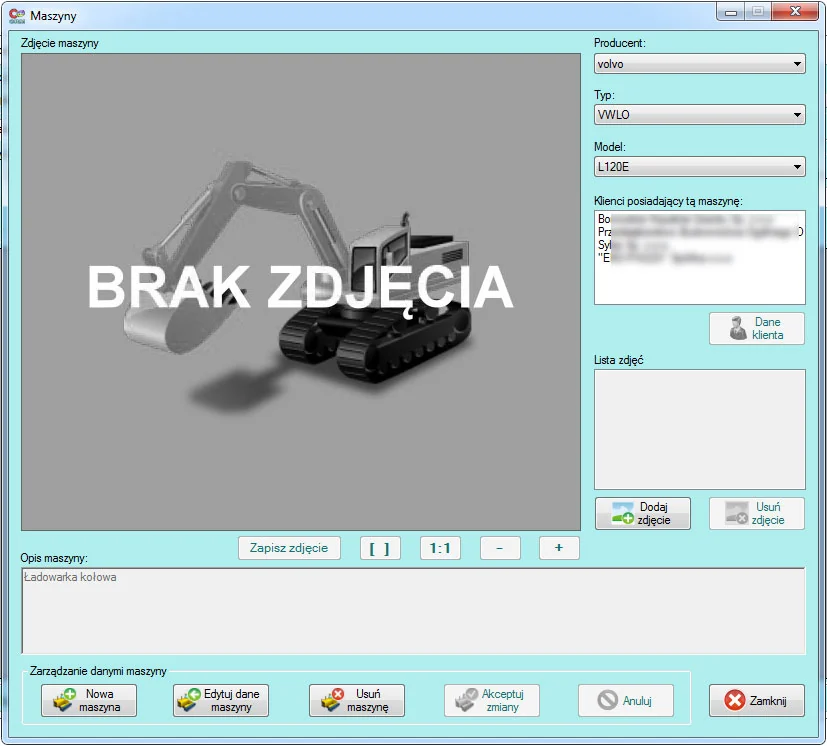 Maszyny
Zdjęcie maszyny
BRAK ZDJĘCIA
Producent:
volvo
Typ:
VWLO
Model:
L120E
Klienci posiadający tą maszynę:
Dane
klienta
Lista zdjęć
Dodaj
zdjęcie
Usuń
zdjęcie
Zapisz zdjęcie
[ ]
1:1
-
+
Opis maszyny:
Ładowarka kołowa
Zarządzanie danymi maszyny
Nowa
maszyna
Edytuj dane
maszyny
Usuń
maszynę
Akceptuj
zmiany
Anuluj
Zamknij